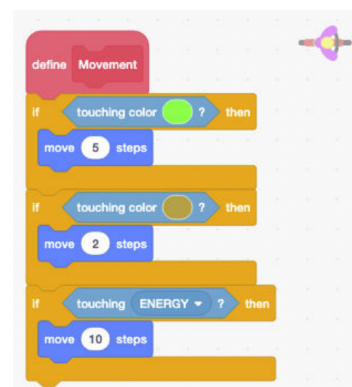 define Movement
if touching color ? then
move 5 steps
if touching color ? then
move 2 steps
if touching ENERGY ? then
move 10 steps